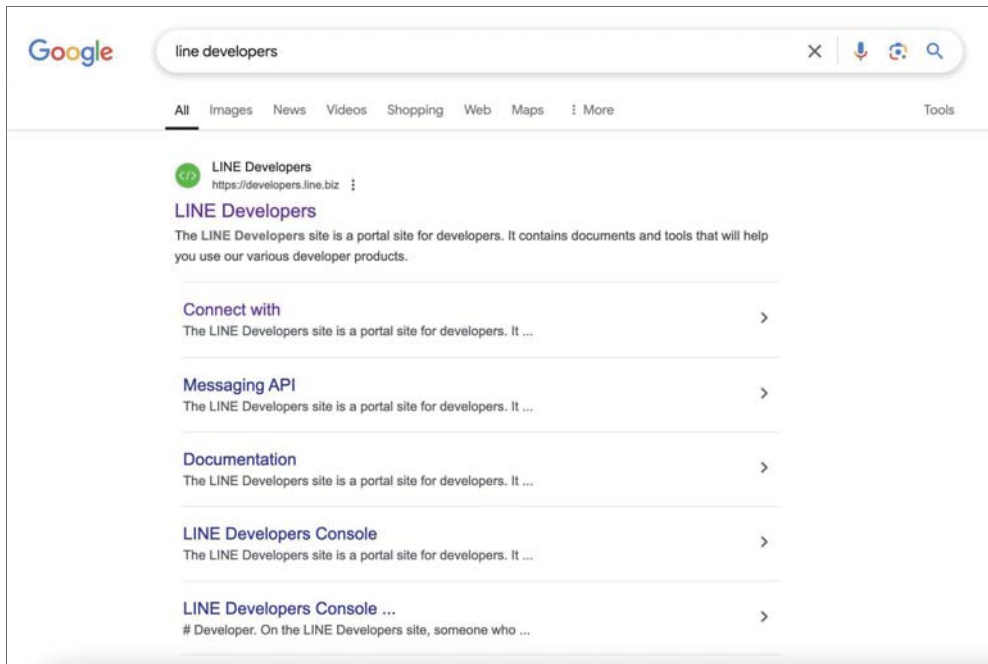 Google
line developers
All Images News Videos Shopping Web Maps More Tools
LINE Developers
https://developers.line.biz
LINE Developers
The LINE Developers site is a portal site for developers. It contains documents and tools that will help
you use our various developer products.
Connect with
The LINE Developers site is a portal site for developers. It ...
Messaging API
The LINE Developers site is a portal site for developers. It ...
Documentation
The LINE Developers site is a portal site for developers. It ...
LINE Developers Console
The LINE Developers site is a portal site for developers. It ...
LINE Developers Console ...
# Developer. On the LINE Developers site, someone who ...